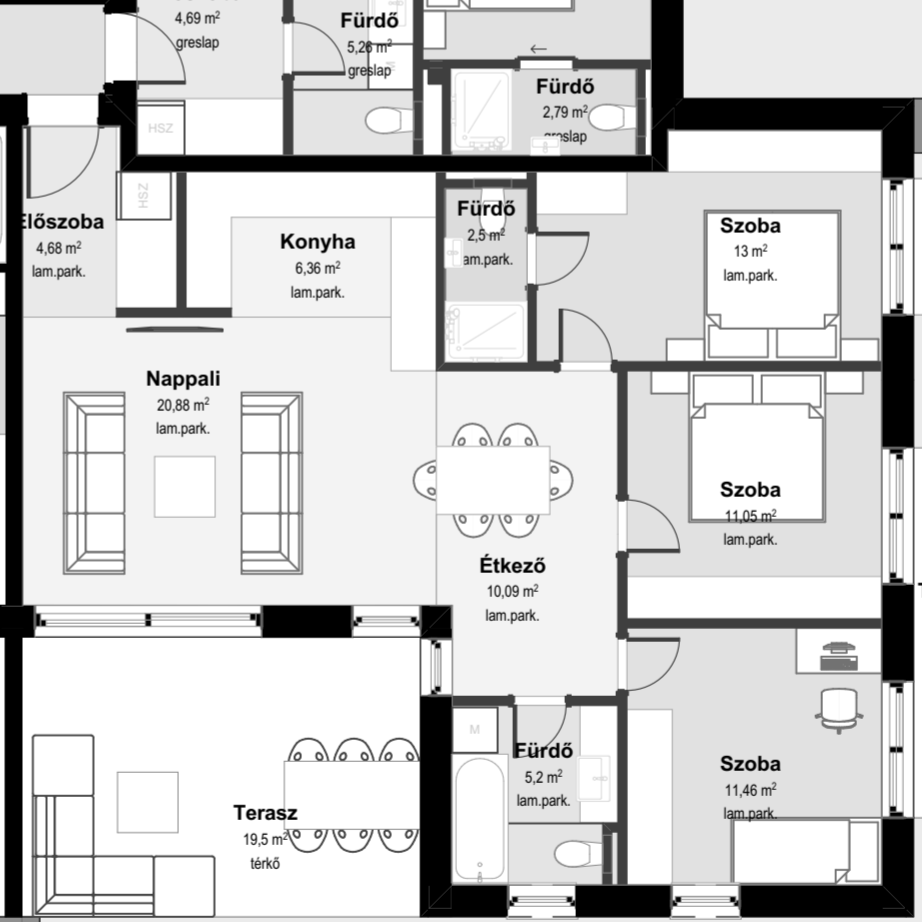 4,69 m²
greslap
Fürdő
5,26 m²
greslap
M
Fürdő
2,79 m²
greslap
HSZ
HSZ
Előszoba
4,68 m²
lam.park.
Konyha
6,36 m²
lam.park.
Fürdő
2,5 m²
lam.park.
Szoba
13 m²
lam.park.
Nappali
20,88 m²
lam.park.
Szoba
11,05 m²
lam.park.
Étkező
10,09 m²
lam.park.
M
Fürdő
5,2 m²
lam.park.
Szoba
11,46 m²
lam.park.
Terasz
19,5 m²
térkő